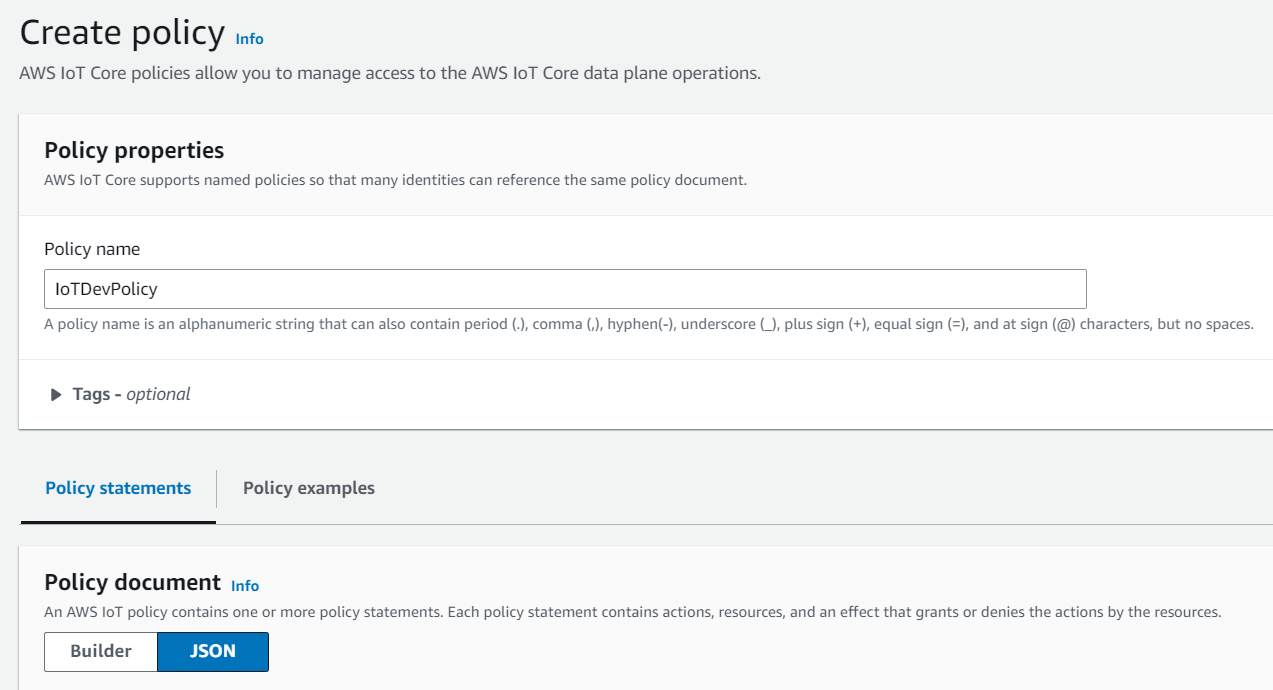 Create policy Info
AWS IoT Core policies allow you to manage access to the AWS IoT Core data plane operations.
Policy properties
AWS IoT Core supports named policies so that many identities can reference the same policy document.
Policy name
IoTDevPolicy
A policy name is an alphanumeric string that can also contain period (.), comma (,), hyphen(-), underscore (_), plus sign (+), equal sign (=), and at sign (@) characters, but no spaces.
Tags - optional
Policy statements Policy examples
Policy document Info
An AWS IoT policy contains one or more policy statements. Each policy statement contains actions, resources, and an effect that grants or denies the actions by the resources.
Builder JSON